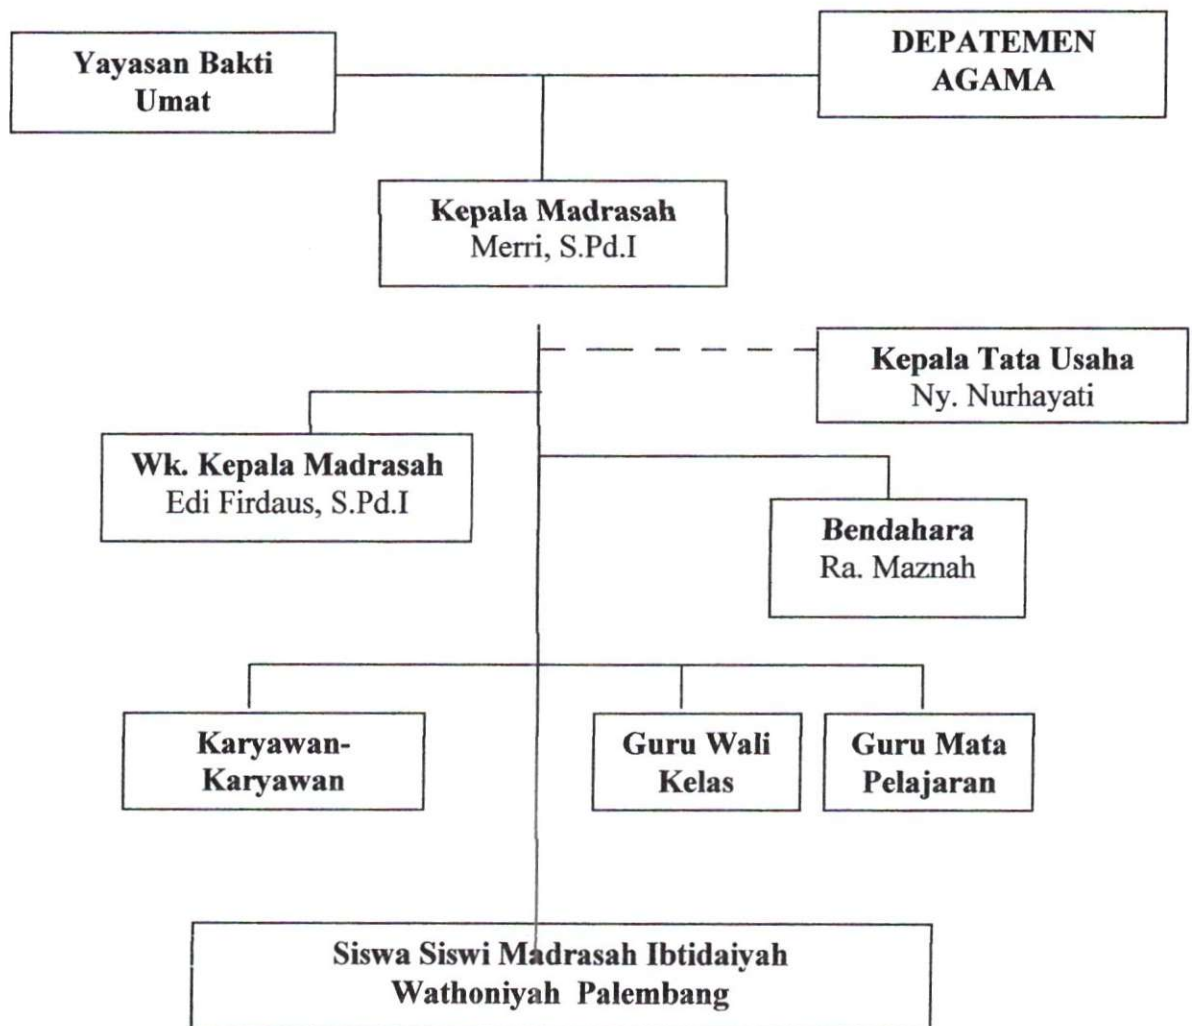 Yayasan Bakti
Umat
DEPATEMEN
AGAMA
Kepala Madrasah
Merri, S.Pd.I
Kepala Tata Usaha
Ny. Nurhayati
Wk. Kepala Madrasah
Edi Firdaus, S.Pd.I
Bendahara
Ra. Maznah
Karyawan-
Karyawan
Guru Wali
Kelas
Guru Mata
Pelajaran
Siswa Siswi Madrasah Ibtidaiyah
Wathoniyah Palembang